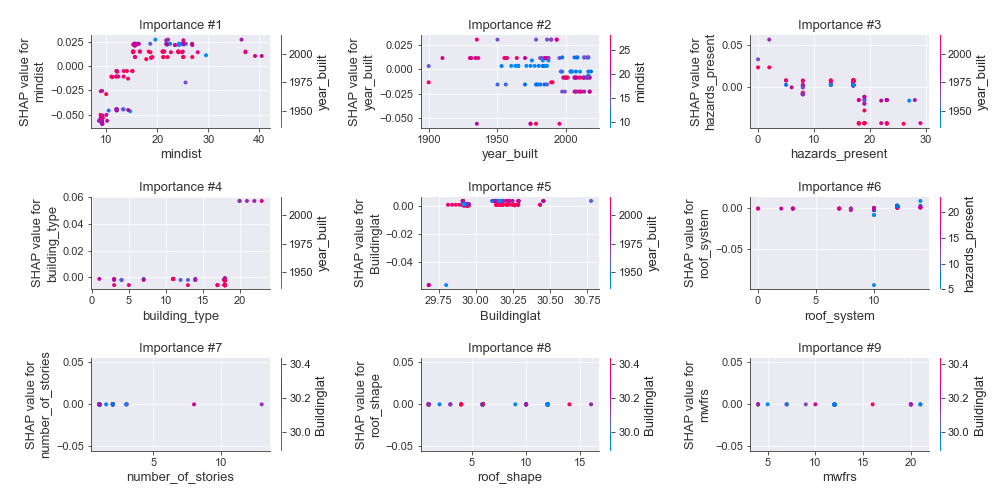 Importance #1
Importance #2
Importance #3
SHAP value for
mindist
0.025
0.000
−0.025
−0.050
10
20
30
40
mindist
2000
1975
1950
year_built
SHAP value for
year_built
0.025
0.000
−0.025
−0.050
1900
1950
2000
year_built
25
20
15
10
mindist
SHAP value for
hazards_present
0.05
0.00
0
10
20
30
hazards_present
2000
1975
1950
year_built
Importance #4
Importance #5
Importance #6
SHAP value for
building_type
0.06
0.04
0.02
0.00
0
5
10
15
20
25
building_type
2000
1975
1950
year_built
SHAP value for
Buildinglat
0.00
−0.02
−0.04
29.75
30.00
30.25
30.50
30.75
Buildinglat
2000
1975
1950
year_built
SHAP value for
roof_system
0.00
−0.05
0
5
10
roof_system
20
15
10
5
hazards_present
Importance #7
Importance #8
Importance #9
SHAP value for
number_of_stories
0.05
0.00
−0.05
5
10
number_of_stories
30.4
30.2
30.0
Buildinglat
SHAP value for
roof_shape
0.05
0.00
−0.05
5
10
15
roof_shape
30.4
30.2
30.0
Buildinglat
SHAP value for
mwfrs
0.05
0.00
−0.05
5
10
15
20
mwfrs
30.4
30.2
30.0
Buildinglat